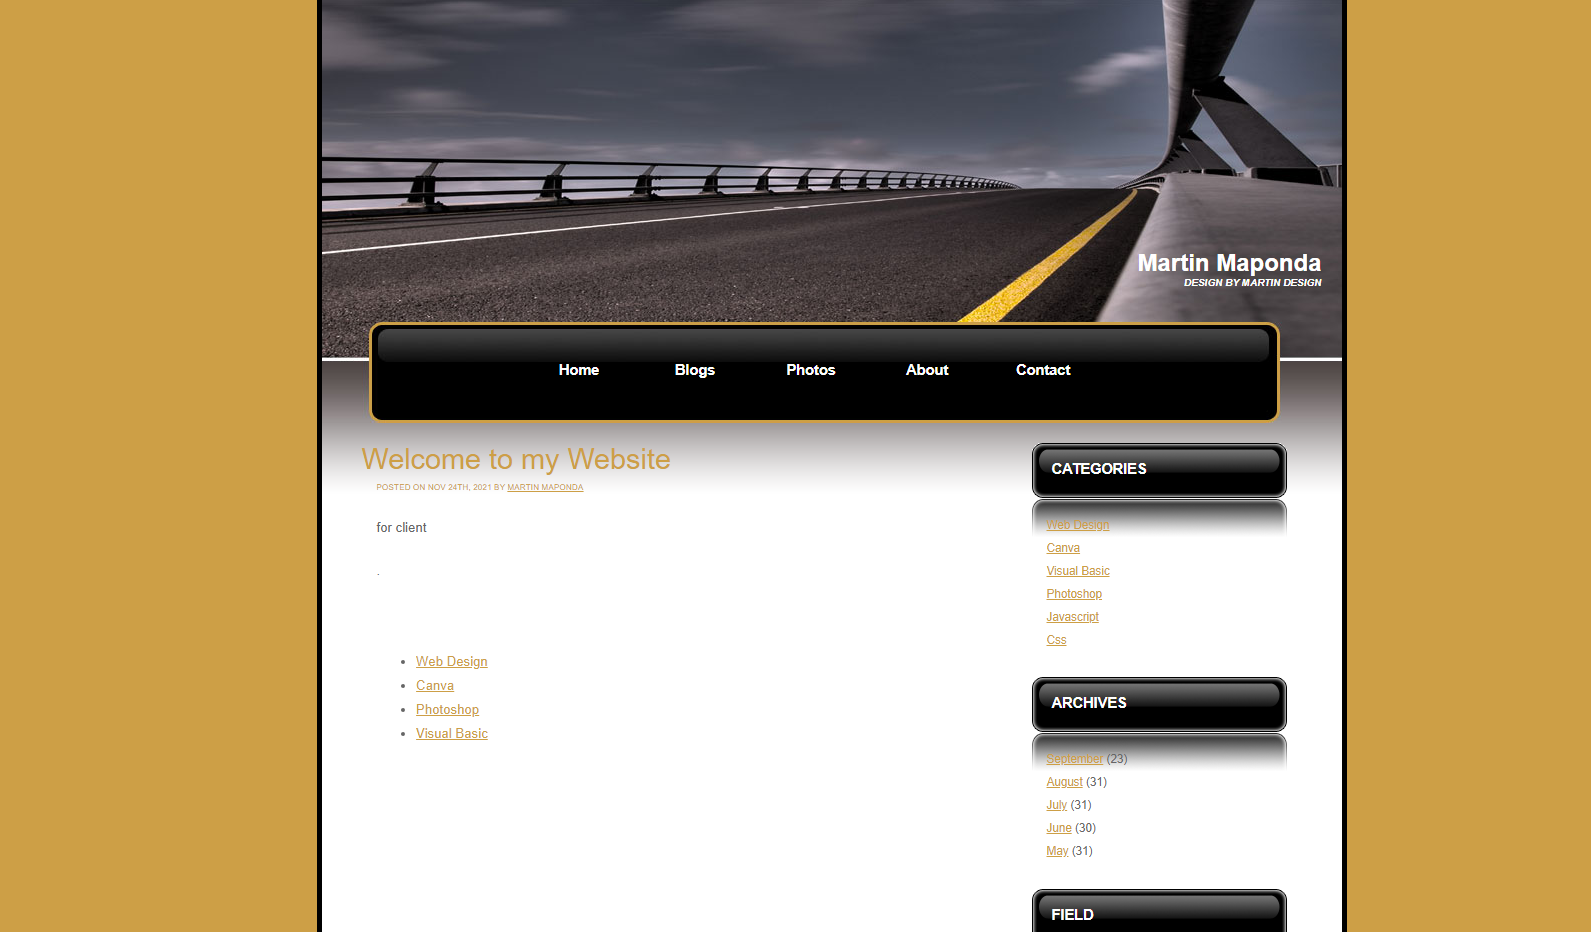 Martin Maponda
DESIGN BY MARTIN DESIGN
Home Blogs Photos About Contact
Welcome to my Website
POSTED ON NOV 24TH, 2021 BY MARTIN MAPONDA
for client
.
Web Design
Canva
Photoshop
Visual Basic
CATEGORIES
Web Design
Canva
Visual Basic
Photoshop
Javascript
Css
ARCHIVES
September (23)
August (31)
July (31)
June (30)
May (31)
FIELD